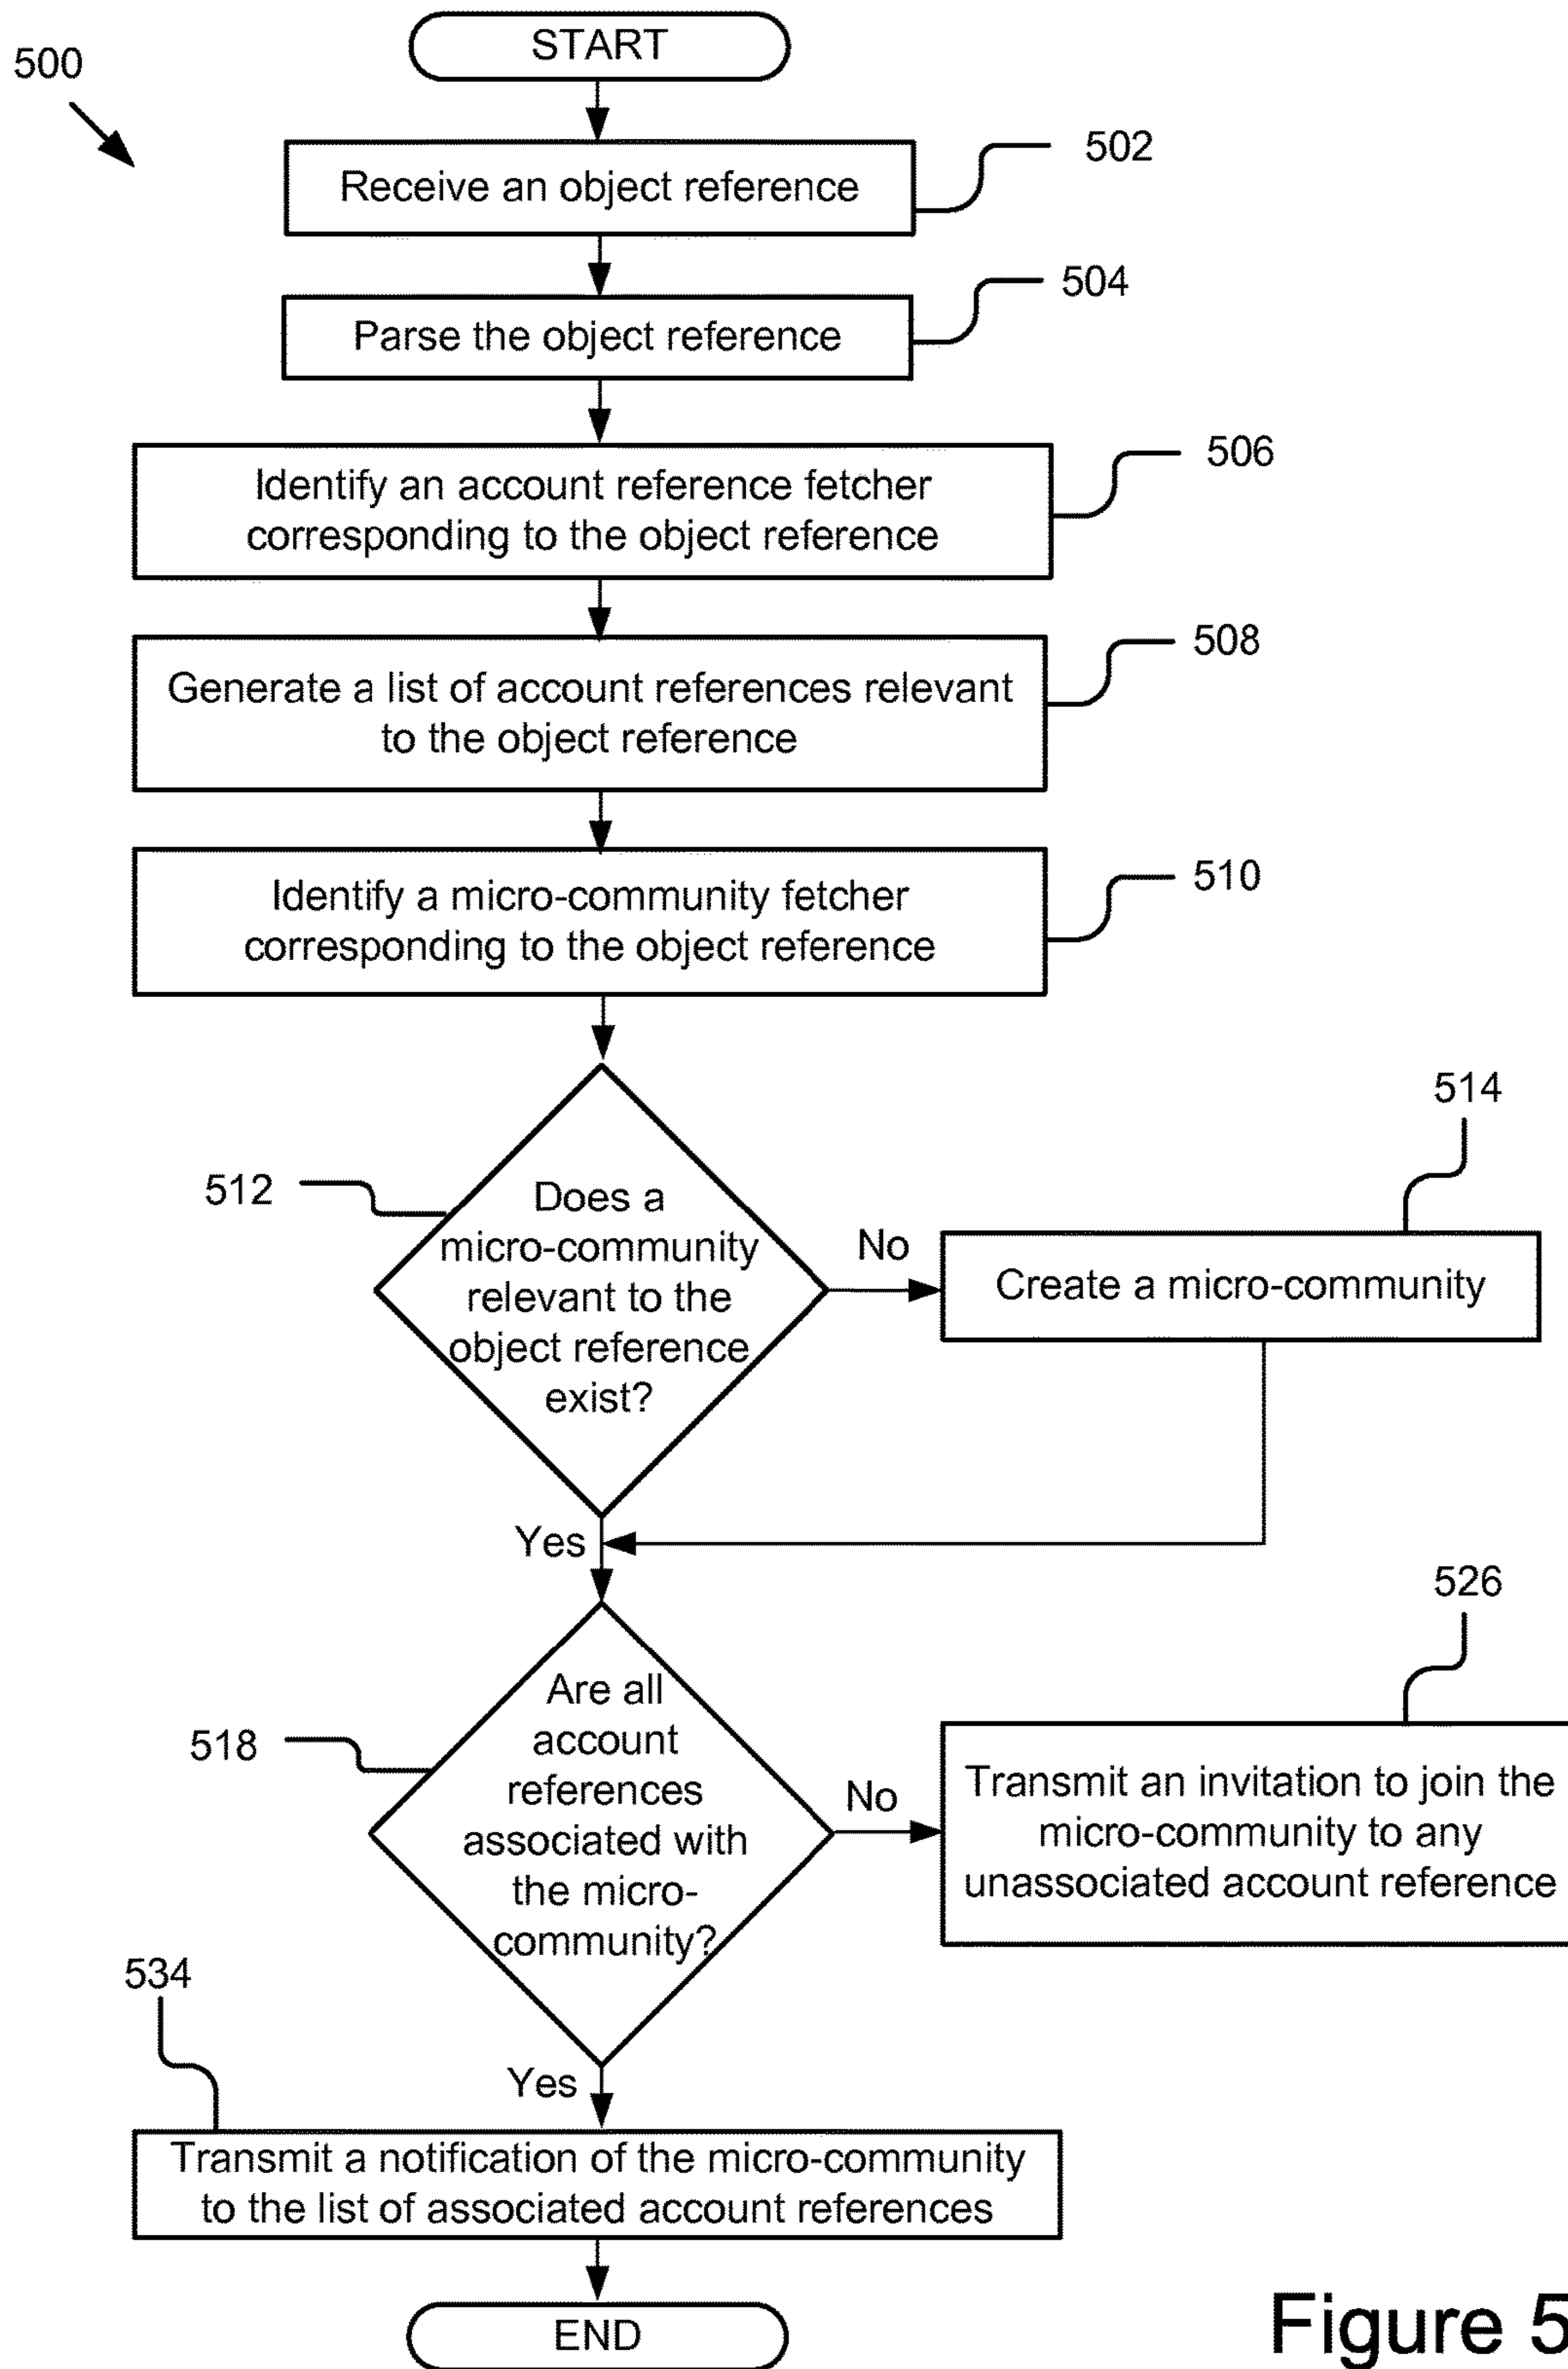 START
500
502
Receive an object reference
504
Parse the object reference
506
Identify an account reference fetcher
corresponding to the object reference
508
Generate a list of account references relevant
to the object reference
510
Identify a micro-community fetcher
corresponding to the object reference
514
512
Does a
micro-community
relevant to the
object reference
exist?
No
Create a micro-community
Yes
526
518
Are all
account
references
associated with
the micro-
community?
No
Transmit an invitation to join the
micro-community to any
unassociated account reference
534
Yes
Transmit a notification of the micro-community
to the list of associated account references
END
Figure 5